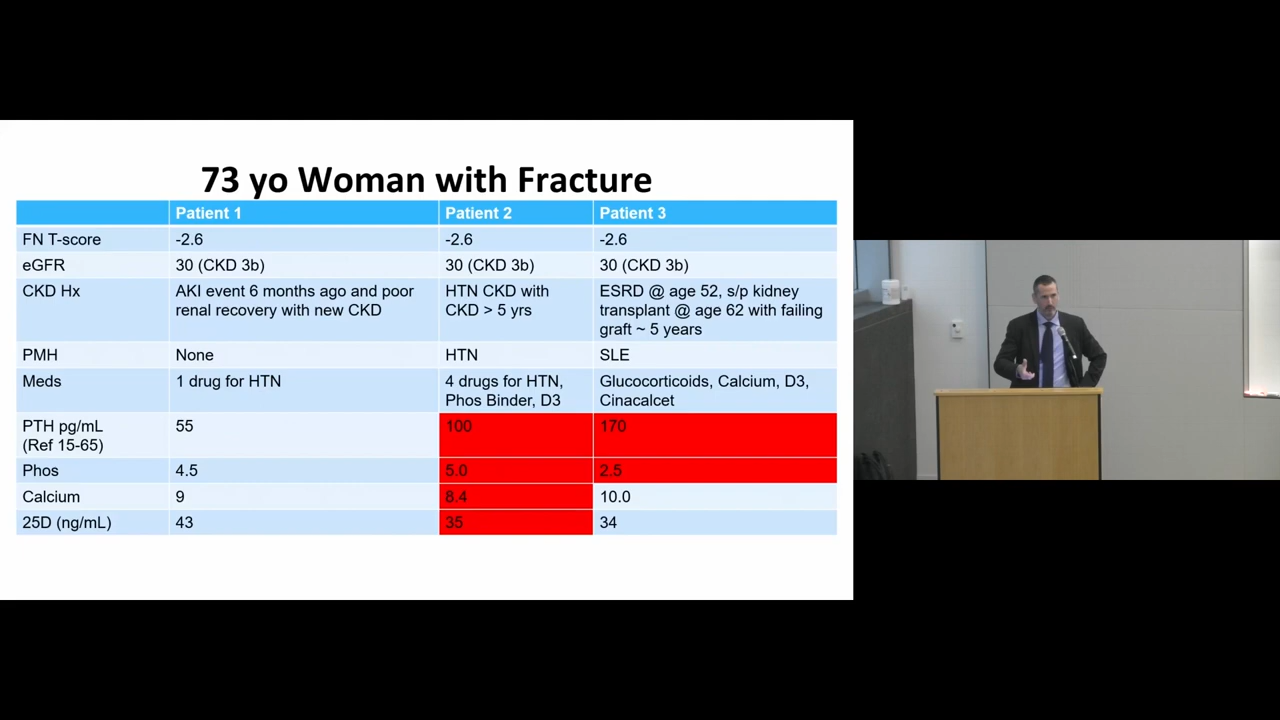 73 yo Woman with Fracture
Patient 1 Patient 2 Patient 3
FN T-score -2.6 -2.6 -2.6
eGFR 30 (CKD 3b) 30 (CKD 3b) 30 (CKD 3b)
CKD Hx AKI event 6 months ago and poor HTN CKD with ESRD @ age 52, s/p kidney
renal recovery with new CKD CKD > 5 yrs transplant @ age 62 with failing
graft ~ 5 years
PMH None HTN SLE
Meds 1 drug for HTN 4 drugs for HTN, Glucocorticoids, Calcium, D3,
Phos Binder, D3 Cinacalcet
PTH pg/mL 55 100 170
(Ref 15-65)
Phos 4.5 5.0 2.5
Calcium 9 8.4 10.0
25D (ng/mL) 43 35 34